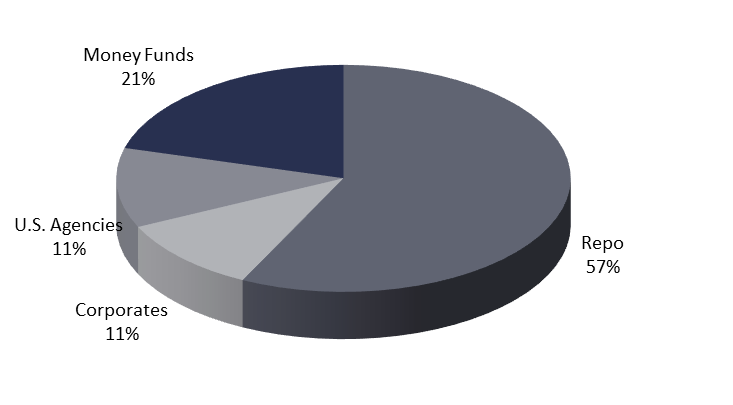 Money Funds
21%
U.S. Agencies
11%
Repo
57%
Corporates
11%